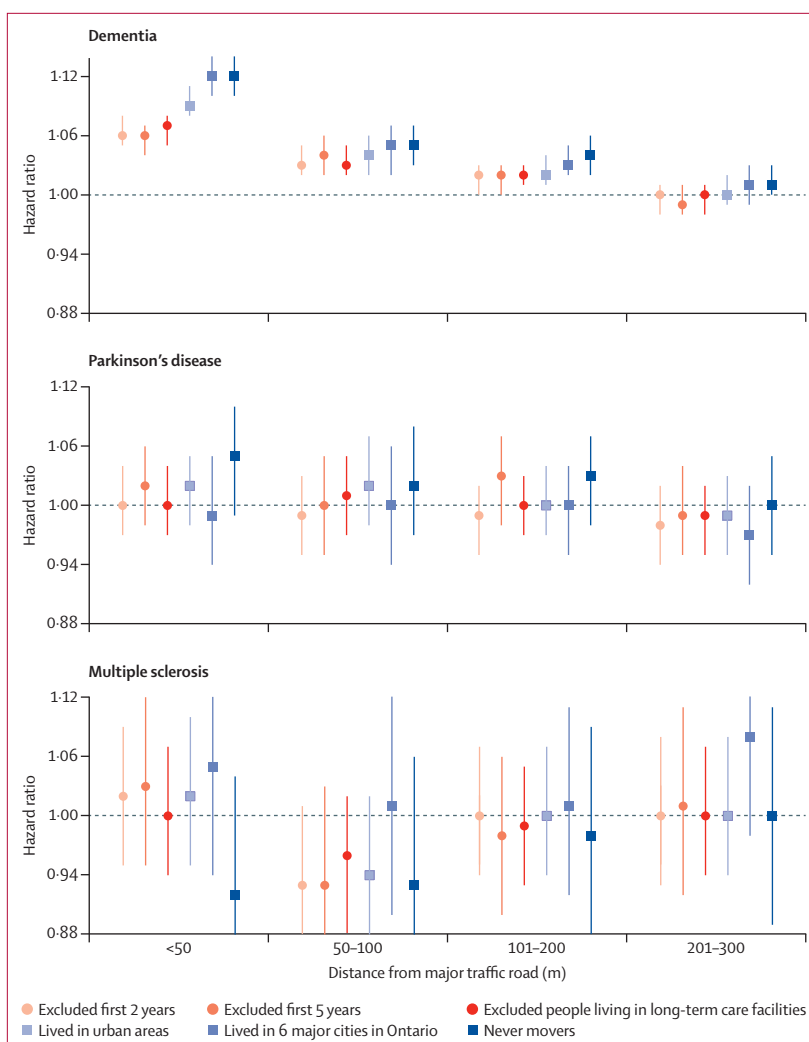 Dementia
1·12
1·06
1·00
0·94
0·88
Hazard ratio
Parkinson's disease
1·12
1·06
1·00
0·94
0·88
Hazard ratio
Multiple sclerosis
1·12
1·06
1·00
0·94
0·88
Hazard ratio
<50 50–100 101–200 201–300
Distance from major traffic road (m)
Excluded first 2 years Excluded first 5 years Excluded people living in long-term care facilities
Lived in urban areas Lived in 6 major cities in Ontario Never movers